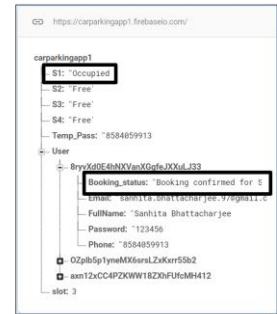 https://carparkingapp1.firebaseio.com/
carparkingapp1
S1: "Occupied
S2: "Free'
S3: "Free'
S4: "Free'
Temp_Pass: "8584059913
User
8ryvXd0E4hNXVanXGgfeJXXuLJ33
Booking_status: "Booking confirmed for S
Email: "sanhita.bhattacharjee.97@gmail.c
FullName: "Sanhita Bhattacharjee
Password: "123456
Phone: "8584059913
OZplb5p1yneMX6srsLZxKxrr55b2
axn12xCC4PZKWW18ZXhFUfcMH412
slot: 3